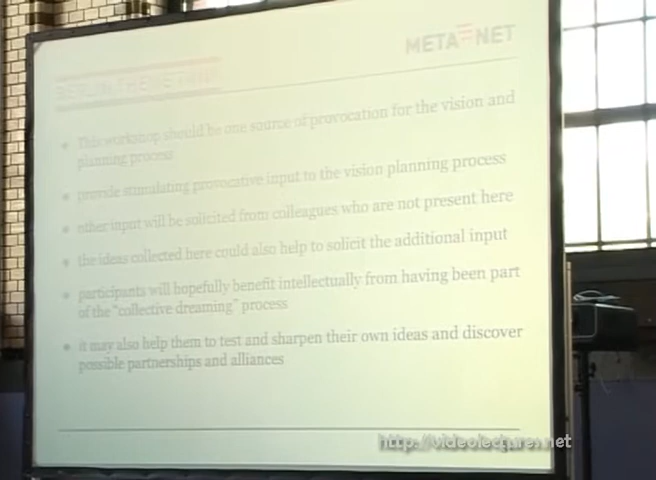 META NET
This workshop should be one source of provocation for the vision and
planning process
provide stimulating provocative input to the vision planning process
other input will be solicited from colleagues who are not present here
the ideas collected here could also help to solicit the additional input
participants will hopefully benefit intellectually from having been part
of the "collective dreaming" process
it may also help them to test and sharpen their own ideas and discover
possible partnerships and alliances
http://videolectures.net